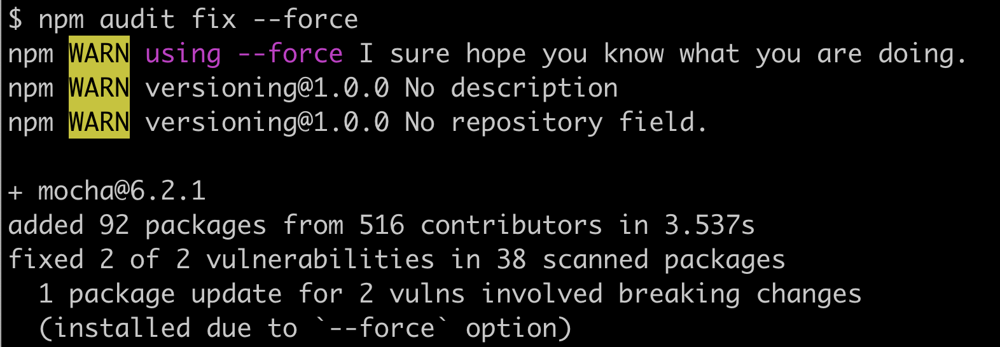 $ npm audit fix --force
npm WARN using --force I sure hope you know what you are doing.
npm WARN versioning@1.0.0 No description
npm WARN versioning@1.0.0 No repository field.
+ mocha@6.2.1
added 92 packages from 516 contributors in 3.537s
fixed 2 of 2 vulnerabilities in 38 scanned packages
  1 package update for 2 vulns involved breaking changes
  (installed due to `--force` option)